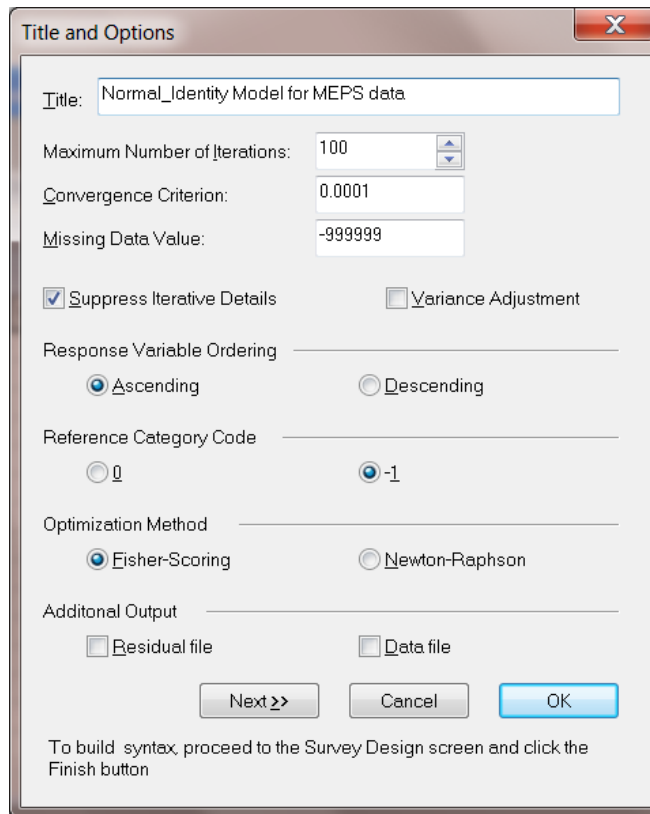 Title and Options
Title: Normal_Identity Model for MEPS data
Maximum Number of Iterations: 100
Convergence Criterion: 0.0001
Missing Data Value: -999999
Suppress Iterative Details Variance Adjustment
Response Variable Ordering
Ascending Descending
Reference Category Code
0 -1
Optimization Method
Fisher-Scoring Newton-Raphson
Additonal Output
Residual file Data file
Next >> Cancel OK
To build syntax, proceed to the Survey Design screen and click the
Finish button